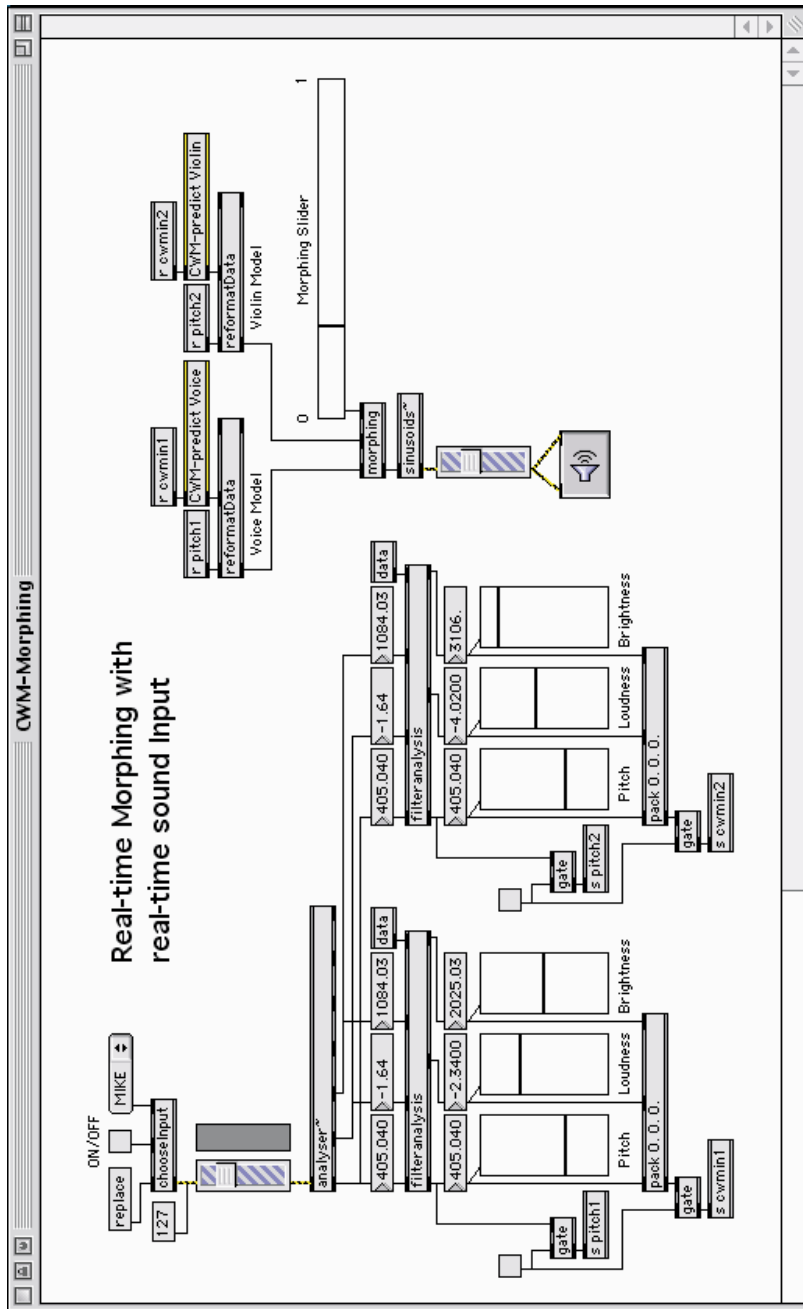 CWM-Morphing
Real-time Morphing with
real-time sound Input
ON/OFF
replace
MIKE
127
chooseInput
analyser~
405.040
-1.64
1084.03
data
filteranalysis
405.040
-2.3400
2025.03
Pitch
Loudness
Brightness
gate
s pitch1
pack 0. 0. 0.
gate
s cwmin1
405.040
-1.64
1084.03
data
filteranalysis
405.040
-4.0200
3106.
Pitch
Loudness
Brightness
gate
s pitch2
pack 0. 0. 0.
gate
s cwmin2
r cwmin1
r pitch1
CWM-predict Voice
reformatData
Voice Model
r cwmin2
r pitch2
CWM-predict Violin
reformatData
Violin Model
0
Morphing Slider
1
morphing
sinusoids~